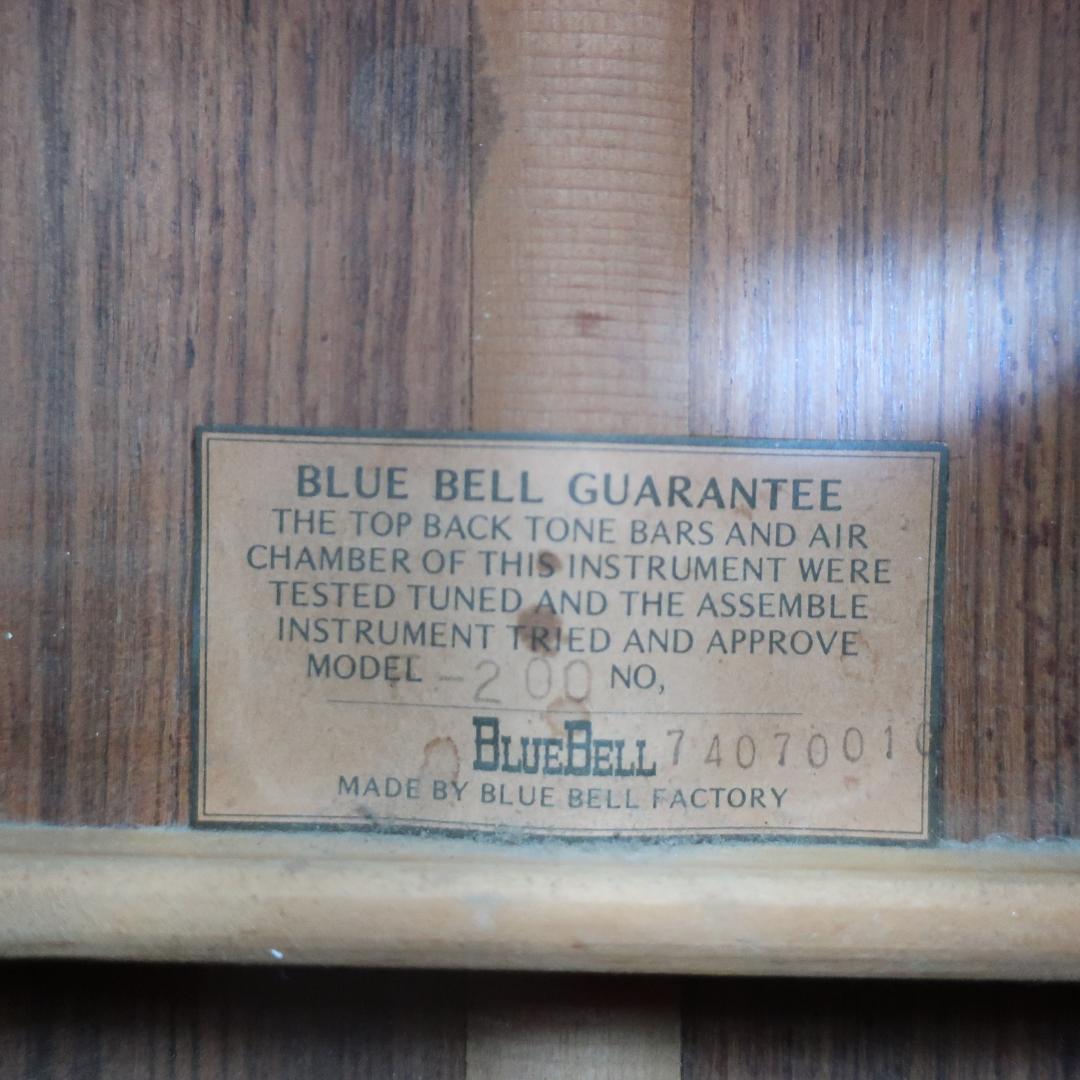 BLUE BELL GUARANTEE
THE TOP BACK TONE BARS AND AIR
CHAMBER OF THIS INSTRUMENT WERE
TESTED TUNED AND THE ASSEMBLE
INSTRUMENT TRIED AND APPROVE
MODEL -200 NO,
BLUEBELL 74070010
MADE BY BLUE BELL FACTORY